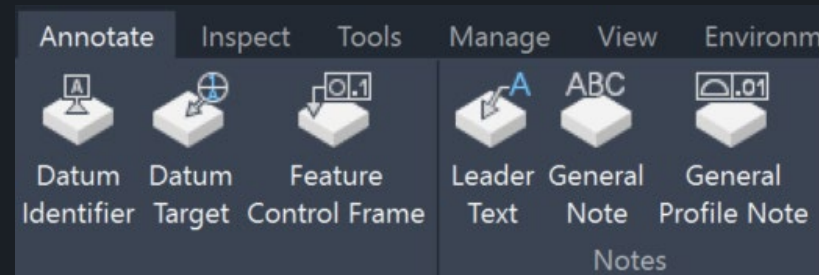 Annotate Inspect Tools Manage View Environm
A A .1 A ABC .01
Datum Datum Feature Leader General General
Identifier Target Control Frame Text Note Profile Note
Notes